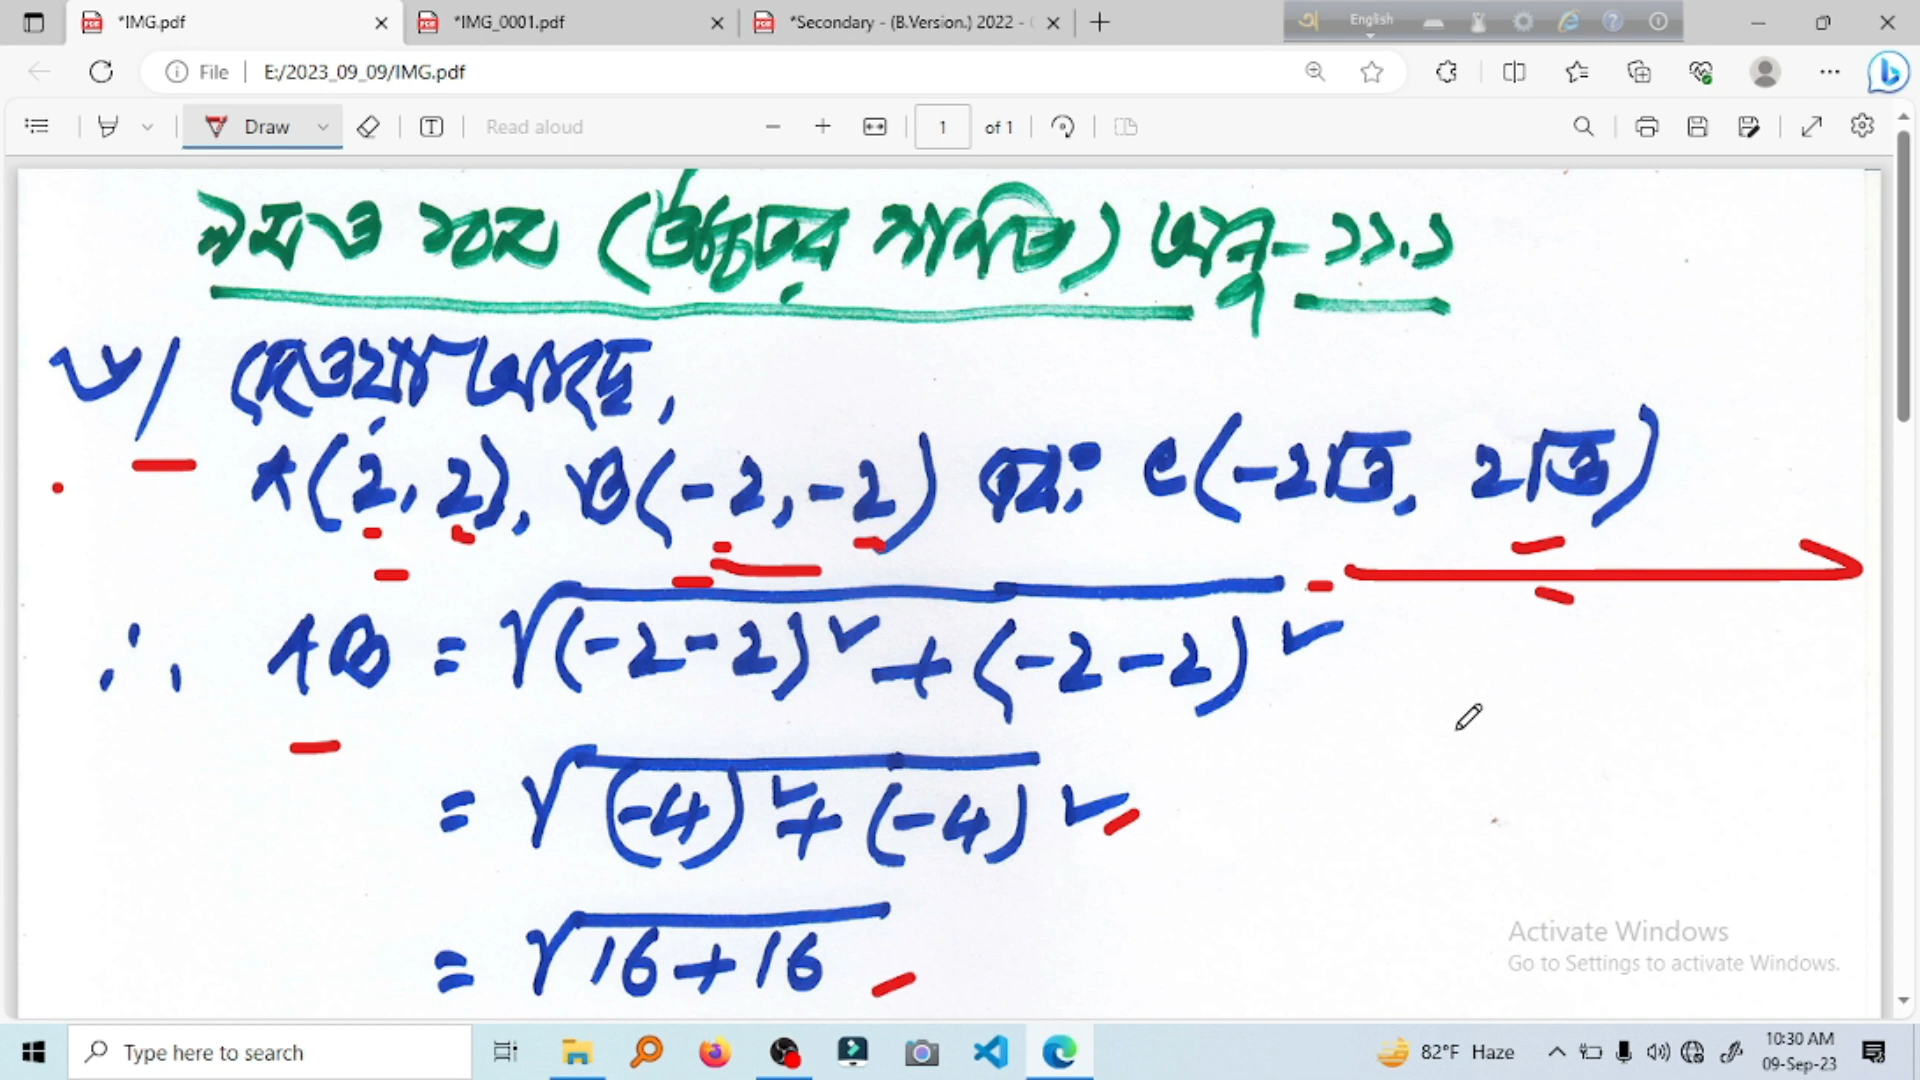 *IMG.pdf
*IMG_0001.pdf
*Secondary - (B.Version.) 2022 -
English
File
E:/2023_09_09/IMG.pdf
Draw
Read aloud
1
of 1
নবম ও দশম (উচ্চতর গণিত) অনু- ১১.১
৩/ দেওয়া আছে,
A(2, 2), B(-2, -2) এবং C(-2√3, 2√3)
∴ AB = √(-2-2)² + (-2-2)²
= √(-4)² + (-4)²
= √16+16
Activate Windows
Go to Settings to activate Windows.
Type here to search
82°F Haze
10:30 AM
09-Sep-23